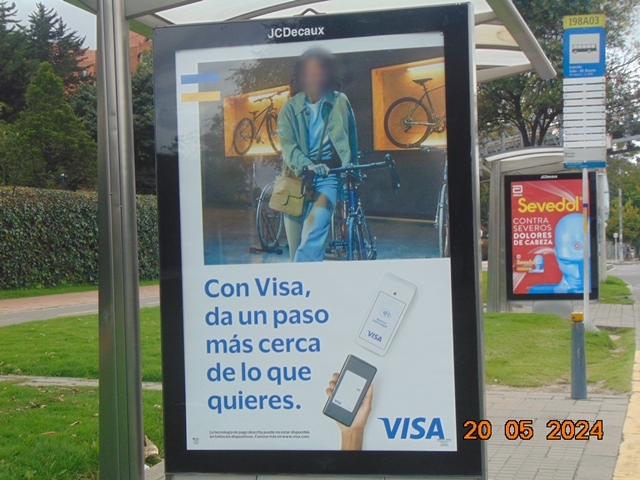 JCDecaux
Con Visa,
da un paso
más cerca
de lo que
quieres.
VISA
VISA
198A03
JCDecaux
Sevedol
CONTRA
SEVEROS
DOLORES
DE CABEZA
20 05 2024